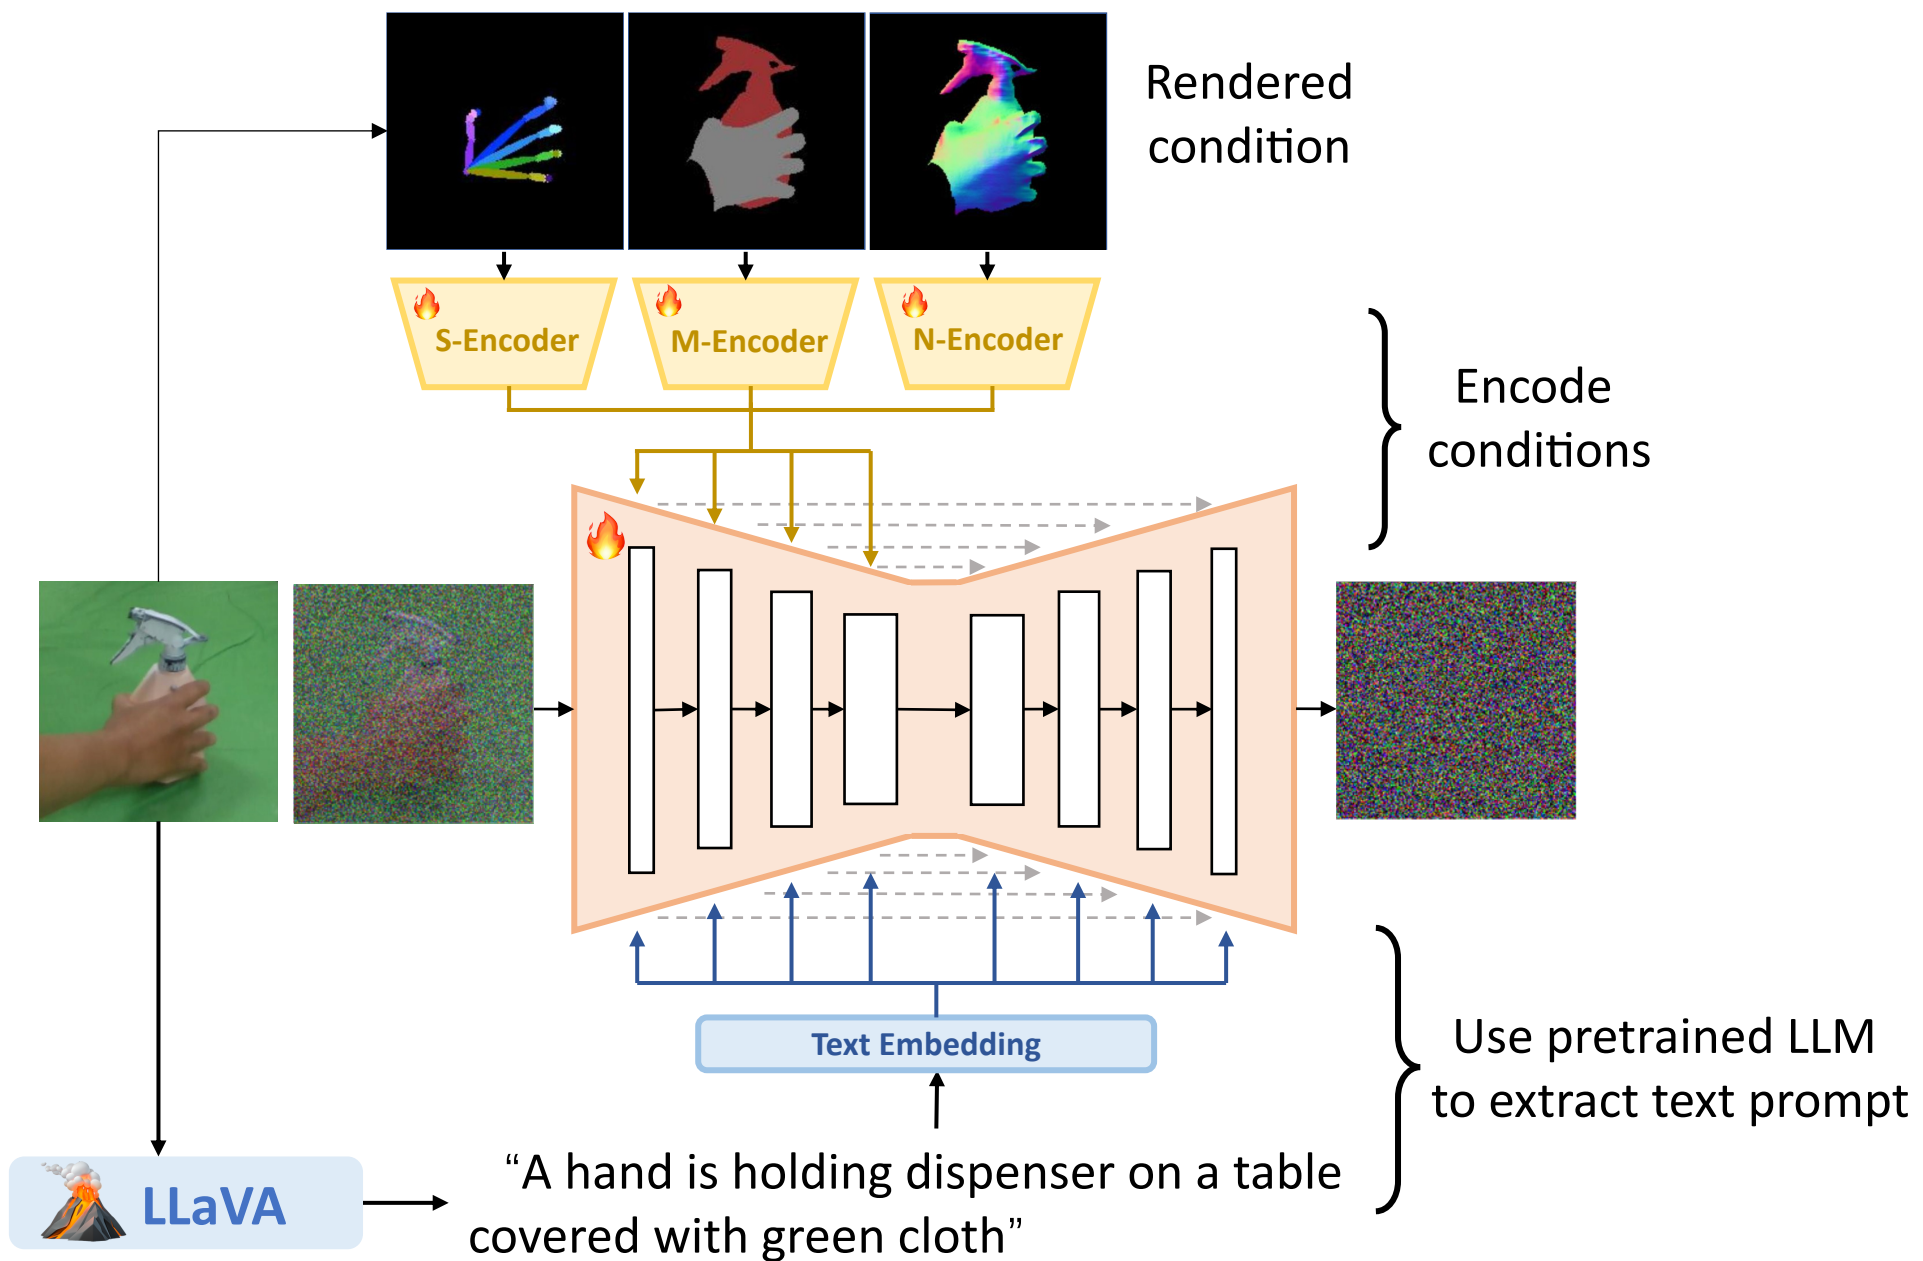 Rendered
condition
S-Encoder
M-Encoder
N-Encoder
Encode
conditions
Text Embedding
Use pretrained LLM
to extract text prompt
LLaVA
“A hand is holding dispenser on a table
covered with green cloth”